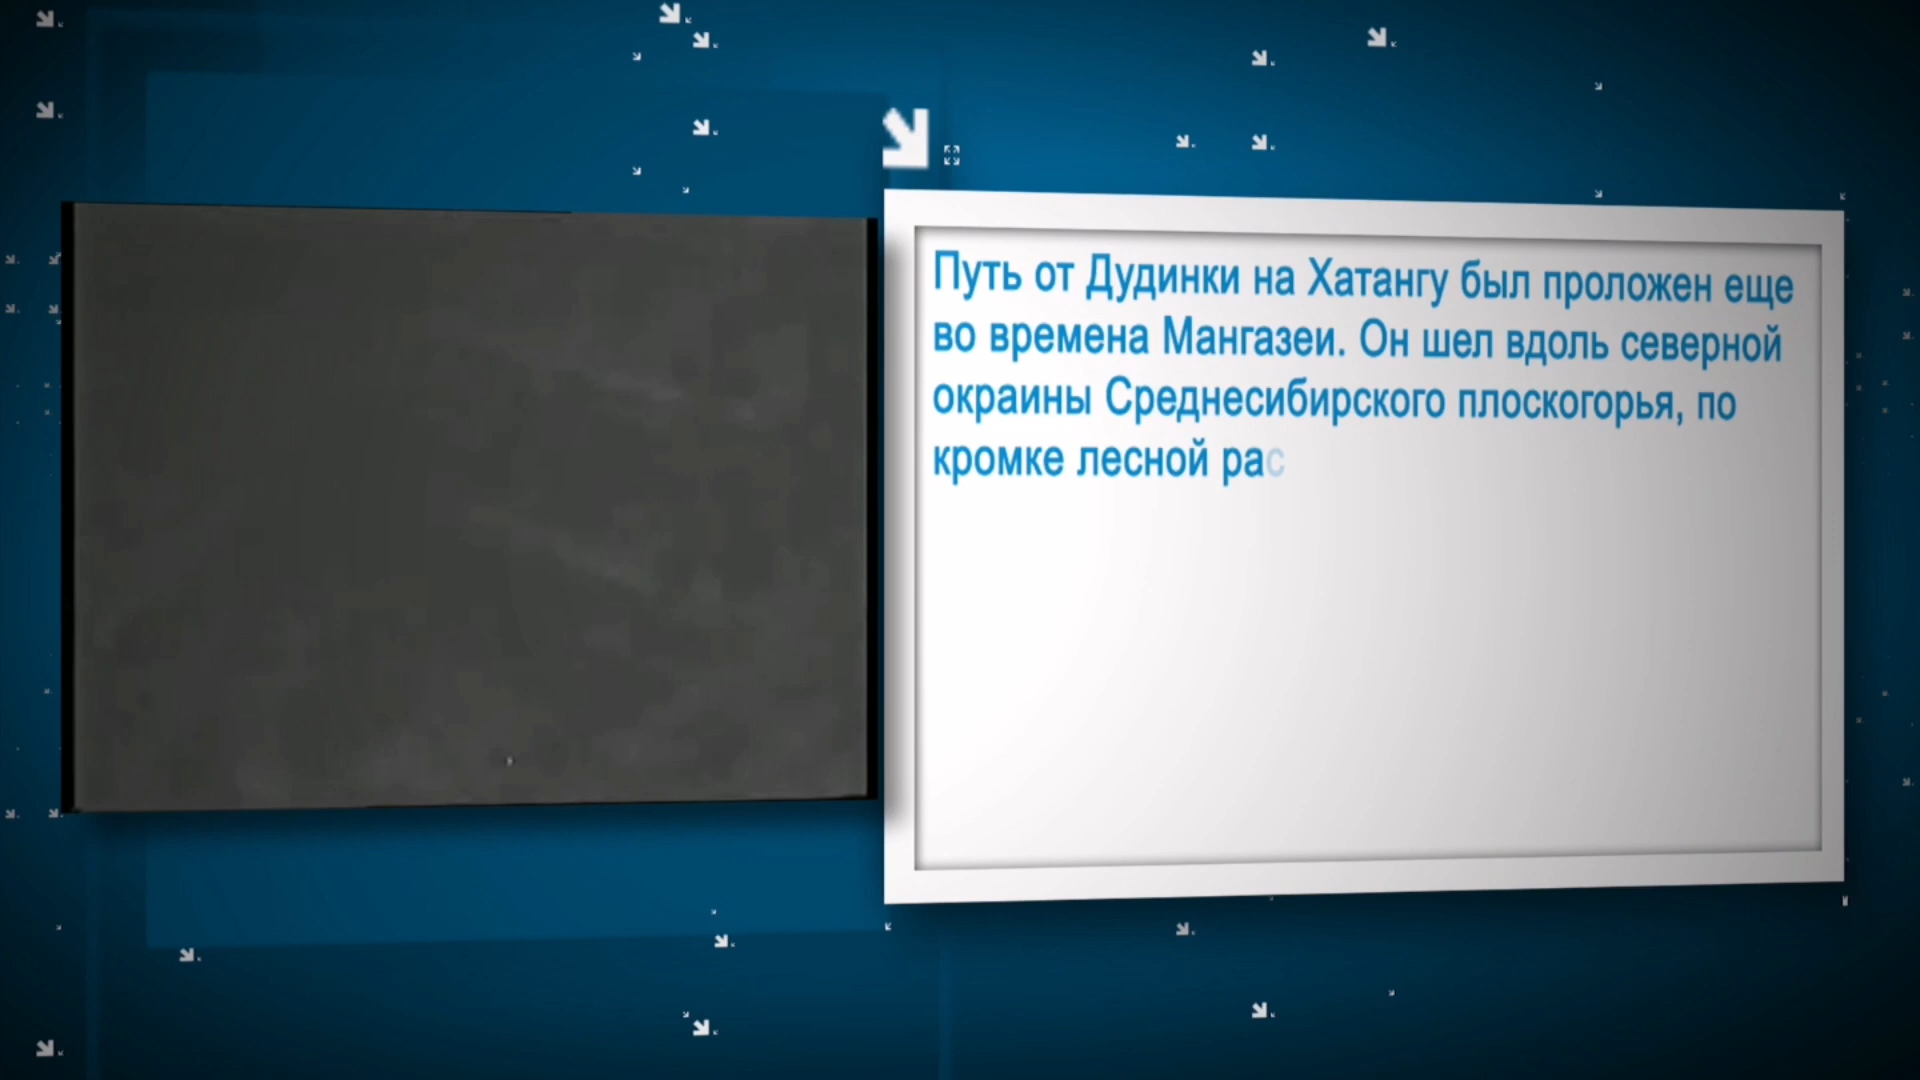 Путь от Дудинки на Хатангу был проложен еще
во времена Мангазеи. Он шел вдоль северной
окраины Среднесибирского плоскогорья, по
кромке лесной рас